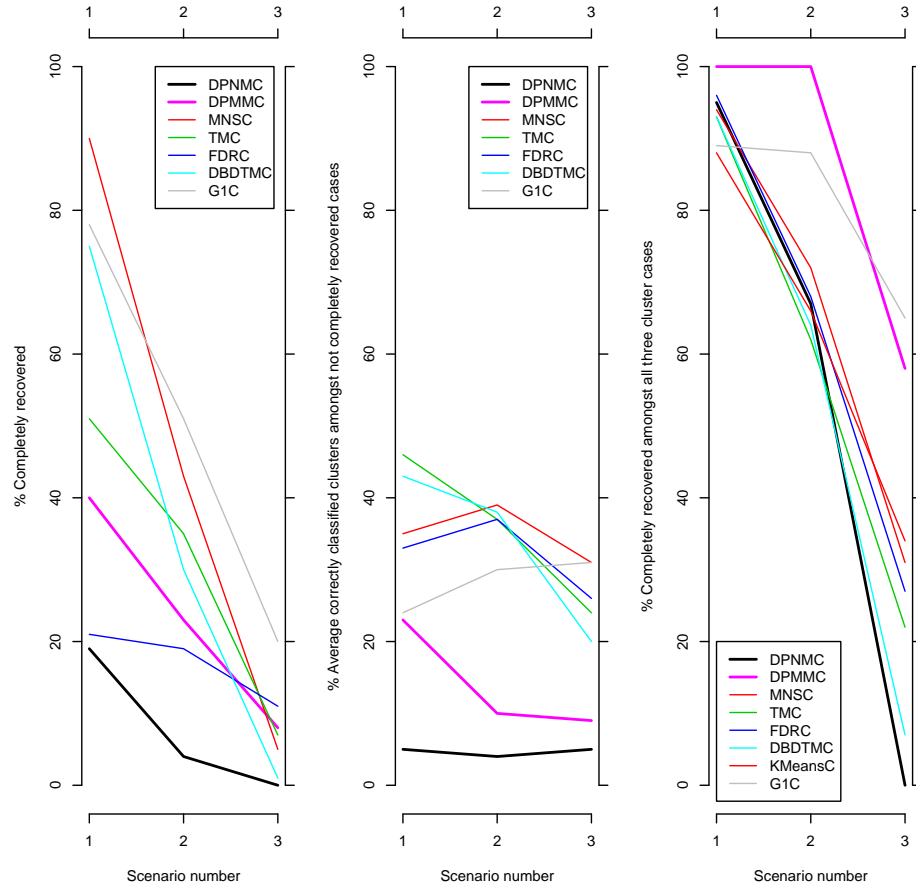 1 2 3
% Completely recovered
0 20 40 60 80 100
DPNMC
DPMMC
MNSC
TMC
FDRC
DBDTMC
G1C
1 2 3
Scenario number
1 2 3
% Average correctly classified clusters amongst not completely recovered cases
0 20 40 60 80 100
DPNMC
DPMMC
MNSC
TMC
FDRC
DBDTMC
G1C
1 2 3
Scenario number
1 2 3
% Completely recovered amongst all three cluster cases
0 20 40 60 80 100
DPNMC
DPMMC
MNSC
TMC
FDRC
DBDTMC
KMeansC
G1C
1 2 3
Scenario number